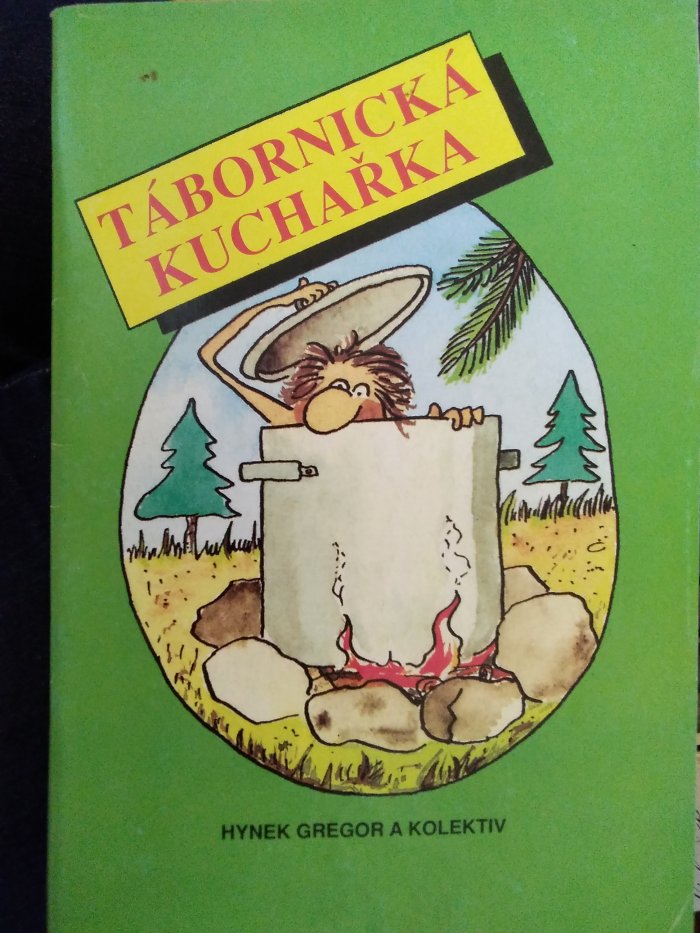 TÁBORNICKÁ
KUCHAŘKA
HYNEK GREGOR A KOLEKTIV